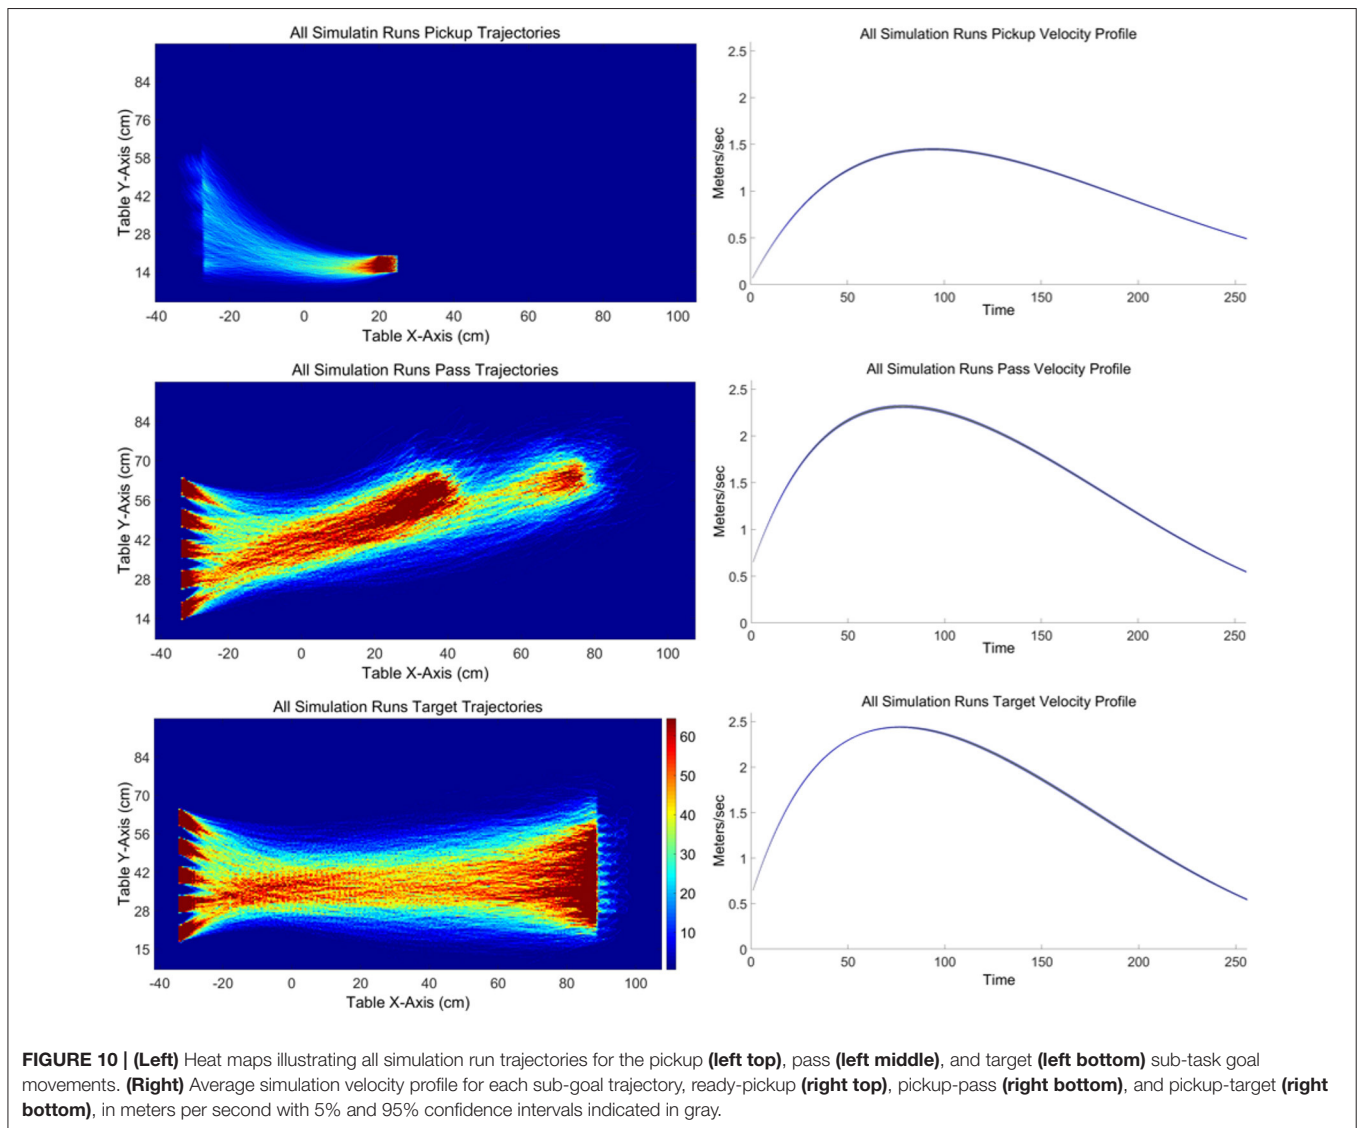 All Simulatin Runs Pickup Trajectories
84
76
58
42
28
14
Table Y-Axis (cm)
-40 -20 0 20 40 60 80 100
Table X-Axis (cm)
All Simulation Runs Pickup Velocity Profile
2.5
2
1.5
1
0.5
0
Meters/sec
0 50 100 150 200 250
Time
All Simulation Runs Pass Trajectories
84
70
56
42
28
14
Table Y-Axis (cm)
-40 -20 0 20 40 60 80 100
Table X-Axis (cm)
All Simulation Runs Pass Velocity Profile
2.5
2
1.5
1
0.5
0
Meters/sec
0 50 100 150 200 250
Time
All Simulation Runs Target Trajectories
84
70
56
42
28
15
Table Y-Axis (cm)
-40 -20 0 20 40 60 80 100
Table X-Axis (cm)
60
50
40
30
20
10
All Simulation Runs Target Velocity Profile
2.5
2
1.5
1
0.5
0
Meters/sec
0 50 100 150 200 250
Time
FIGURE 10 | (Left) Heat maps illustrating all simulation run trajectories for the pickup (left top), pass (left middle), and target (left bottom) sub-task goal
movements. (Right) Average simulation velocity profile for each sub-goal trajectory, ready-pickup (right top), pickup-pass (right bottom), and pickup-target (right
bottom), in meters per second with 5% and 95% confidence intervals indicated in gray.